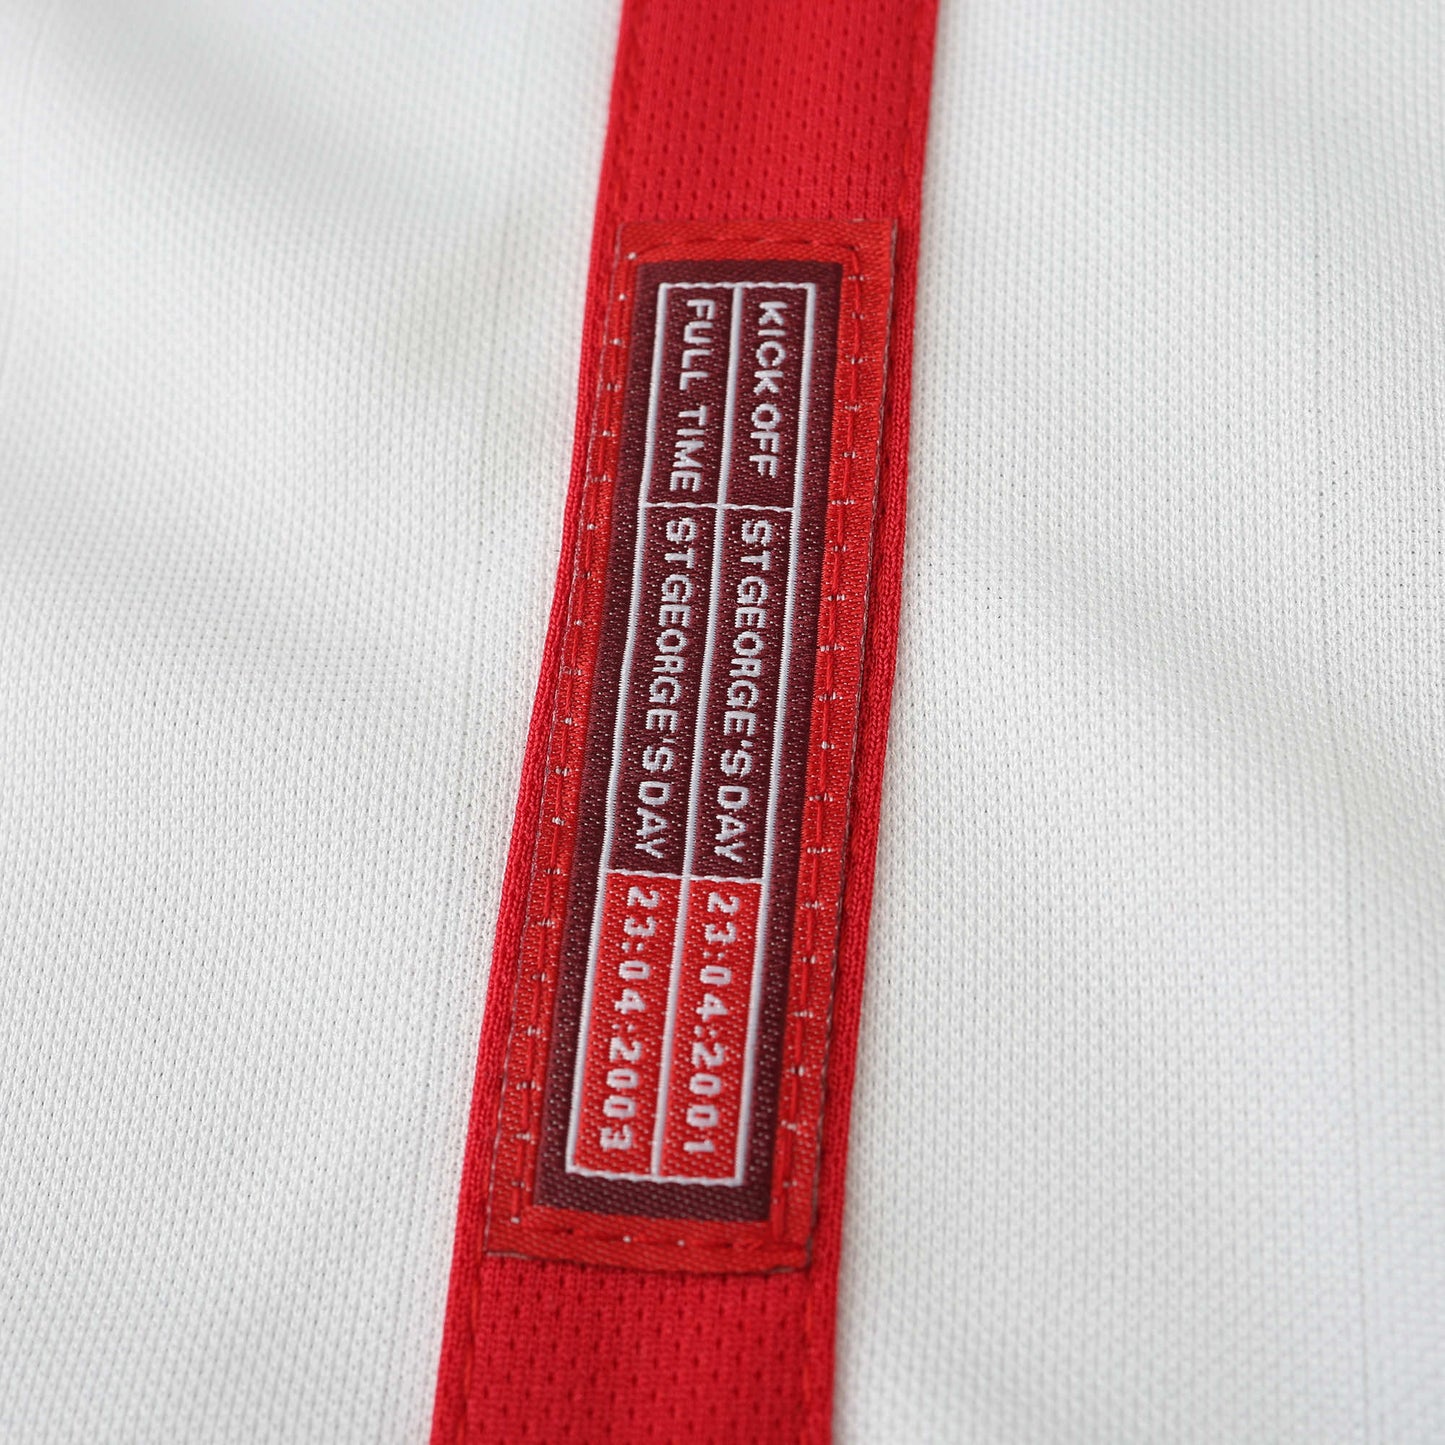 KICK OFF ST GEORGE'S DAY 23:04:2001
FULL TIME ST GEORGE'S DAY 23:04:2003